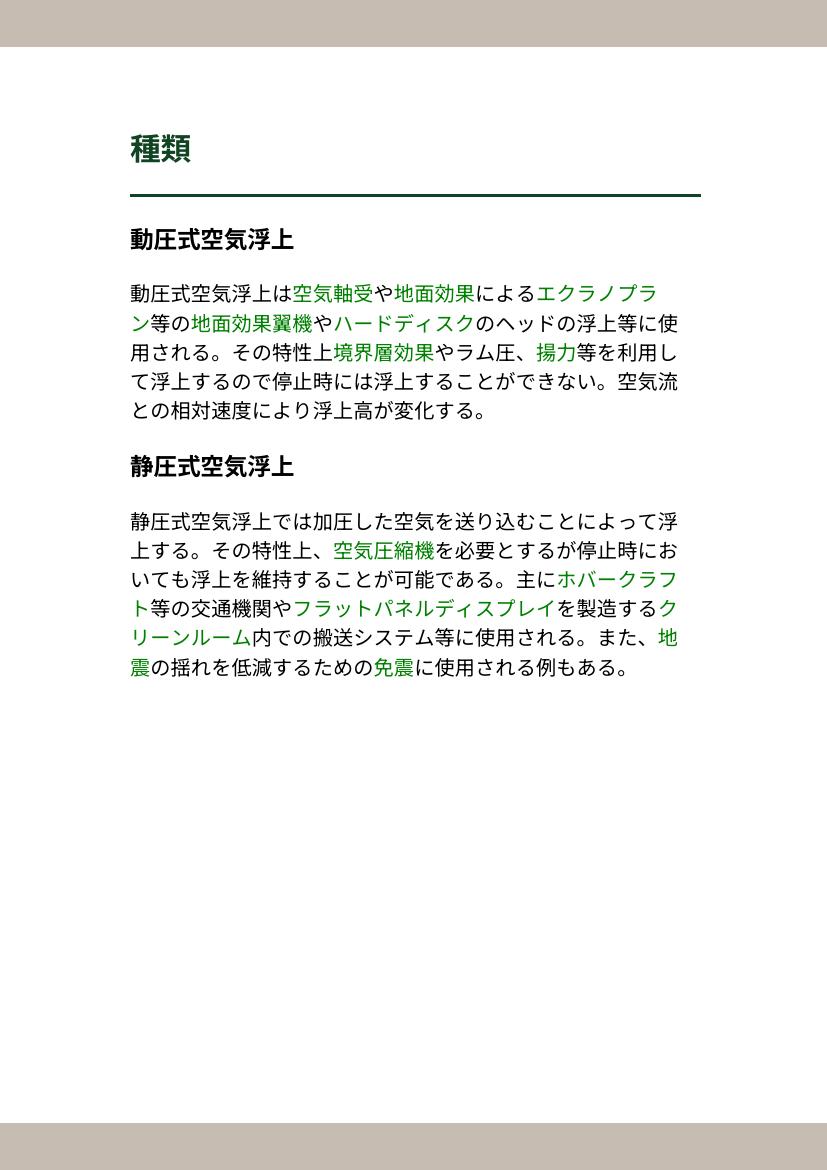 種類
動圧式空気浮上
動圧式空気浮上は空気軸受や地面効果によるエクラノプラ
ン等の地面効果翼機やハードディスクのヘッドの浮上等に使
用される。その特性上境界層効果やラム圧、揚力等を利用し
て浮上するので停止時には浮上することができない。空気流
との相対速度により浮上高が変化する。
静圧式空気浮上
静圧式空気浮上では加圧した空気を送り込むことによって浮
上する。その特性上、空気圧縮機を必要とするが停止時にお
いても浮上を維持することが可能である。主にホバークラフ
ト等の交通機関やフラットパネルディスプレイを製造するク
リーンルーム内での搬送システム等に使用される。また、地
震の揺れを低減するための免震に使用される例もある。